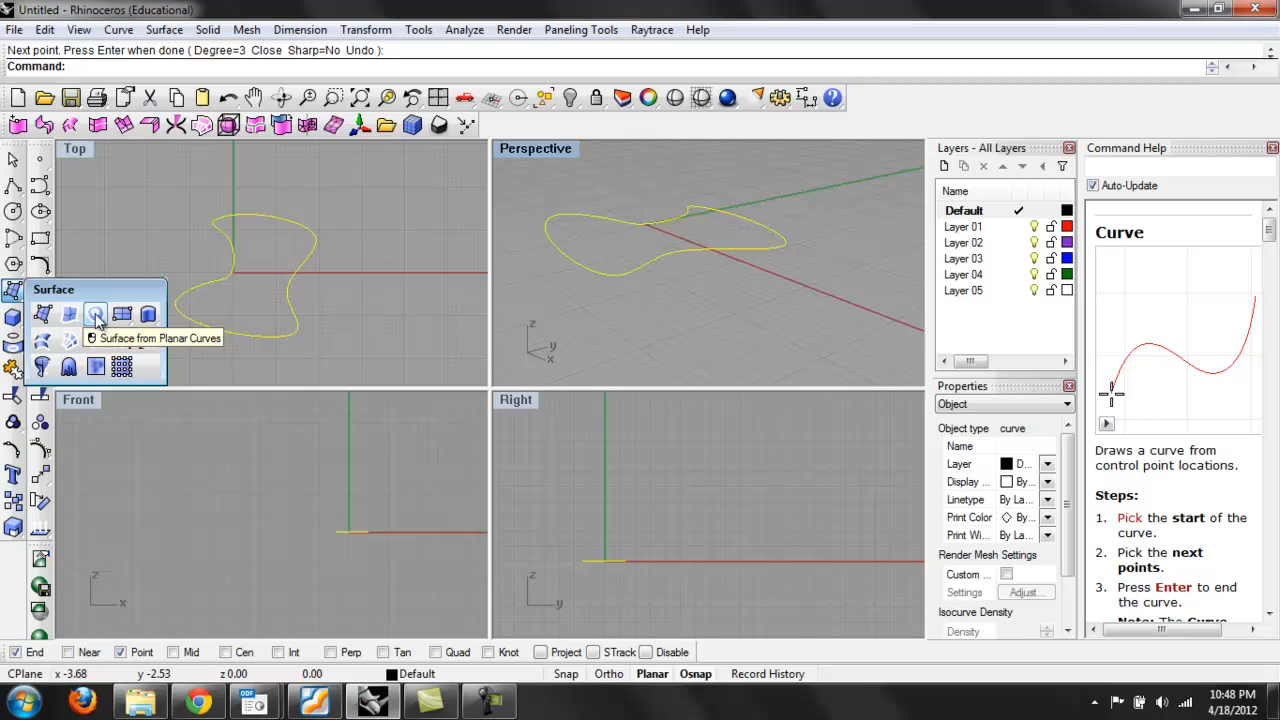 Untitled - Rhinoceros (Educational)
File Edit View Curve Surface Solid Mesh Dimension Transform Tools Analyze Render Paneling Tools Raytrace Help
Next point. Press Enter when done ( Degree=3 Close Sharp=No Undo ):
Command:
Top
Perspective
Layers - All Layers
Command Help
Auto-Update
Name
Default
Layer 01
Layer 02
Layer 03
Layer 04
Layer 05
Curve
Surface
Surface from Planar Curves
z
y
x
Front
Right
z
x
z
y
Properties
Object
Object type curve
Name
Layer D...
Display ... By...
Linetype By La...
Print Color By...
Print Wi... By La...
Render Mesh Settings
Custom ...
Settings Adjust...
Isocurve Density
Density
Draws a curve from
control point locations.
Steps:
1. Pick the start of the
curve.
2. Pick the next
points.
3. Press Enter to end
the curve.
End Near Point Mid Cen Int Perp Tan Quad Knot Project STrack Disable
CPlane x -3.68 y -2.53 z 0.00 0.00 Default Snap Ortho Planar Osnap Record History
ODF
10:48 PM
4/18/2012